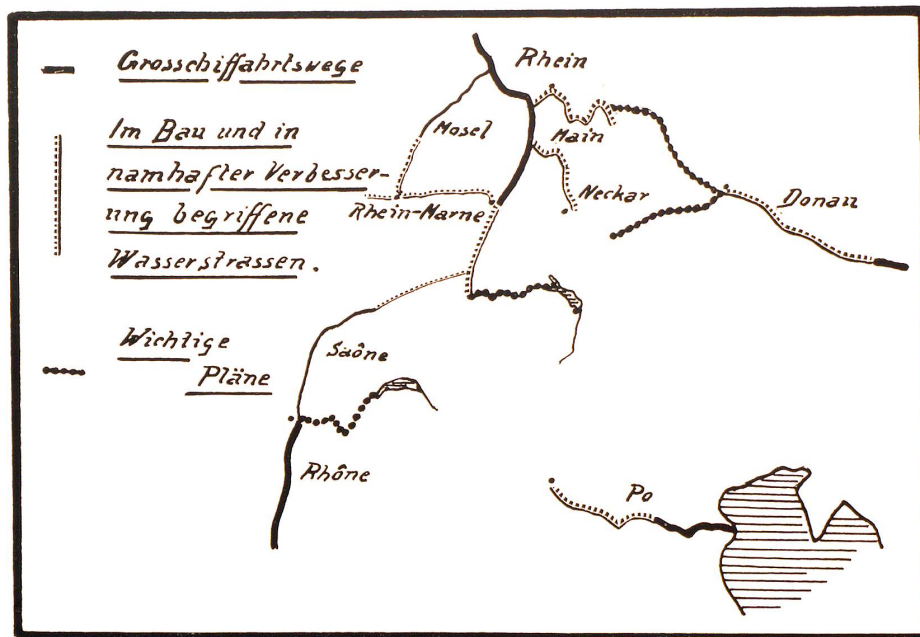 Grosschiffahrtswege
Im Bau und in
namhafter Verbesser-
ung begriffene
Wasserstrassen.
Wichtige
Pläne
Rhein
Mosel
Main
Neckar
Rhein-Marne
Donau
Saône
Rhône
Po